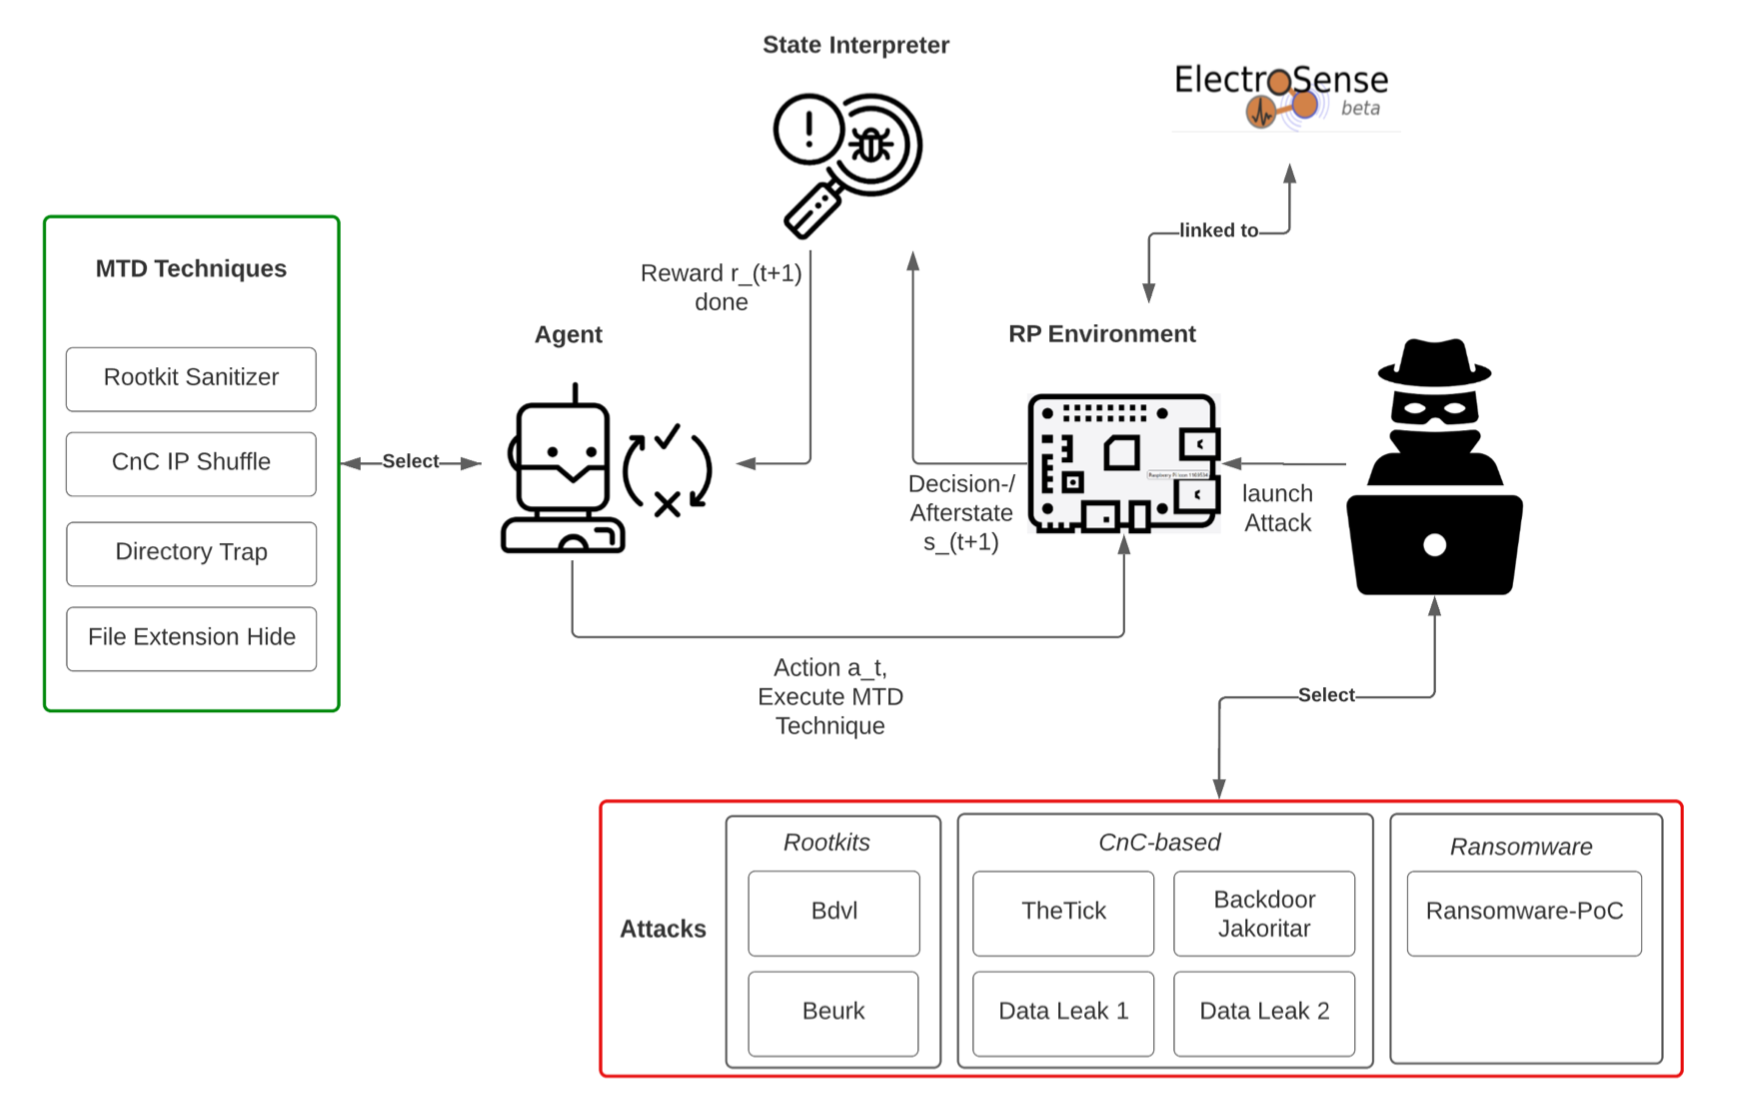 State Interpreter
ElectroSense
beta
linked to
MTD Techniques
Rootkit Sanitizer
CnC IP Shuffle
Directory Trap
File Extension Hide
Select
Agent
Reward r_(t+1)
done
RP Environment
Decision-/
Afterstate
s_(t+1)
launch
Attack
Action a_t,
Execute MTD
Technique
Select
Attacks
Rootkits
Bdvl
Beurk
CnC-based
TheTick
Backdoor
Jakoritar
Data Leak 1
Data Leak 2
Ransomware
Ransomware-PoC